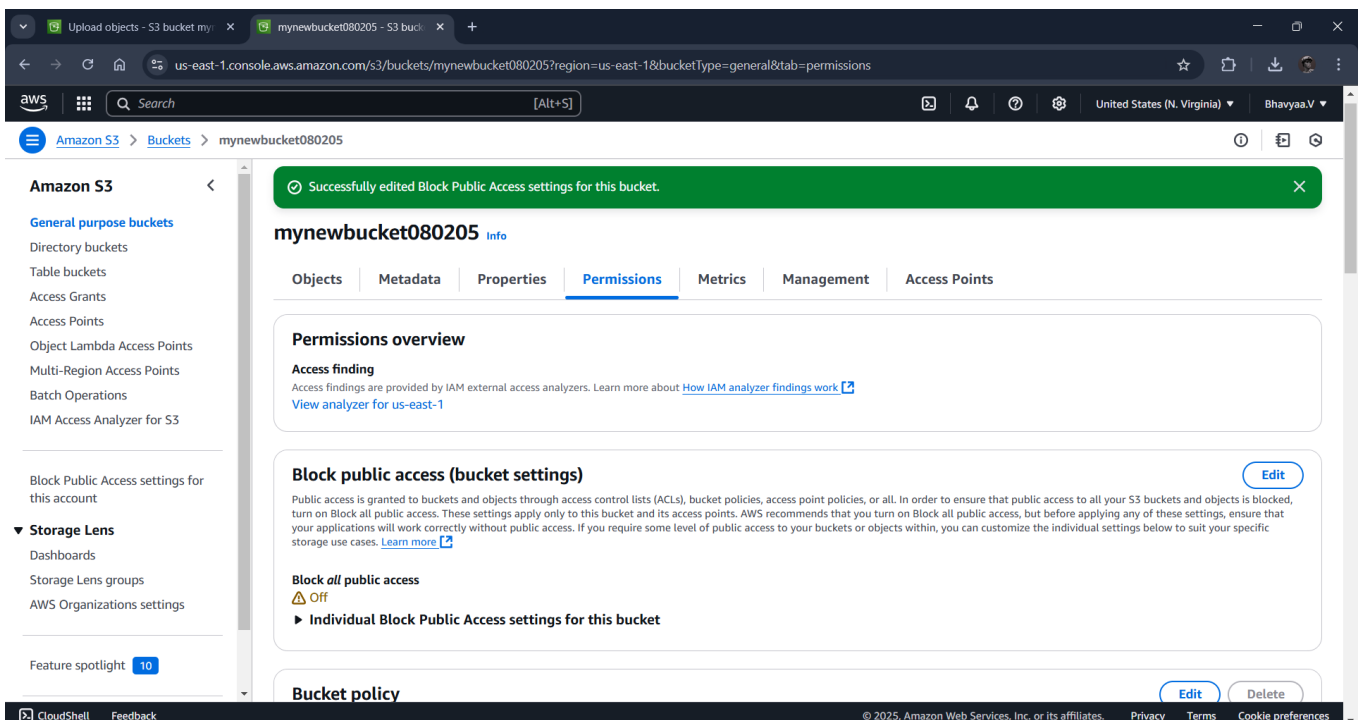 Upload objects - S3 bucket my
mynewbucket080205 - S3 buck
us-east-1.console.aws.amazon.com/s3/buckets/mynewbucket080205?region=us-east-1&bucketType=general&tab=permissions
aws
Search
[Alt+S]
United States (N. Virginia)
Bhavyaa.V
Amazon S3 > Buckets > mynewbucket080205
Amazon S3
General purpose buckets
Directory buckets
Table buckets
Access Grants
Access Points
Object Lambda Access Points
Multi-Region Access Points
Batch Operations
IAM Access Analyzer for S3
Block Public Access settings for
this account
Storage Lens
Dashboards
Storage Lens groups
AWS Organizations settings
Feature spotlight 10
Successfully edited Block Public Access settings for this bucket.
mynewbucket080205 Info
Objects Metadata Properties Permissions Metrics Management Access Points
Permissions overview
Access finding
Access findings are provided by IAM external access analyzers. Learn more about How IAM analyzer findings work
View analyzer for us-east-1
Block public access (bucket settings)
Edit
Public access is granted to buckets and objects through access control lists (ACLs), bucket policies, access point policies, or all. In order to ensure that public access to all your S3 buckets and objects is blocked,
turn on Block all public access. These settings apply only to this bucket and its access points. AWS recommends that you turn on Block all public access, but before applying any of these settings, ensure that
your applications will work correctly without public access. If you require some level of public access to your buckets or objects within, you can customize the individual settings below to suit your specific
storage use cases. Learn more
Block all public access
Off
Individual Block Public Access settings for this bucket
Bucket policy
Edit
Delete
CloudShell Feedback
© 2025, Amazon Web Services, Inc. or its affiliates. Privacy Terms Cookie preferences